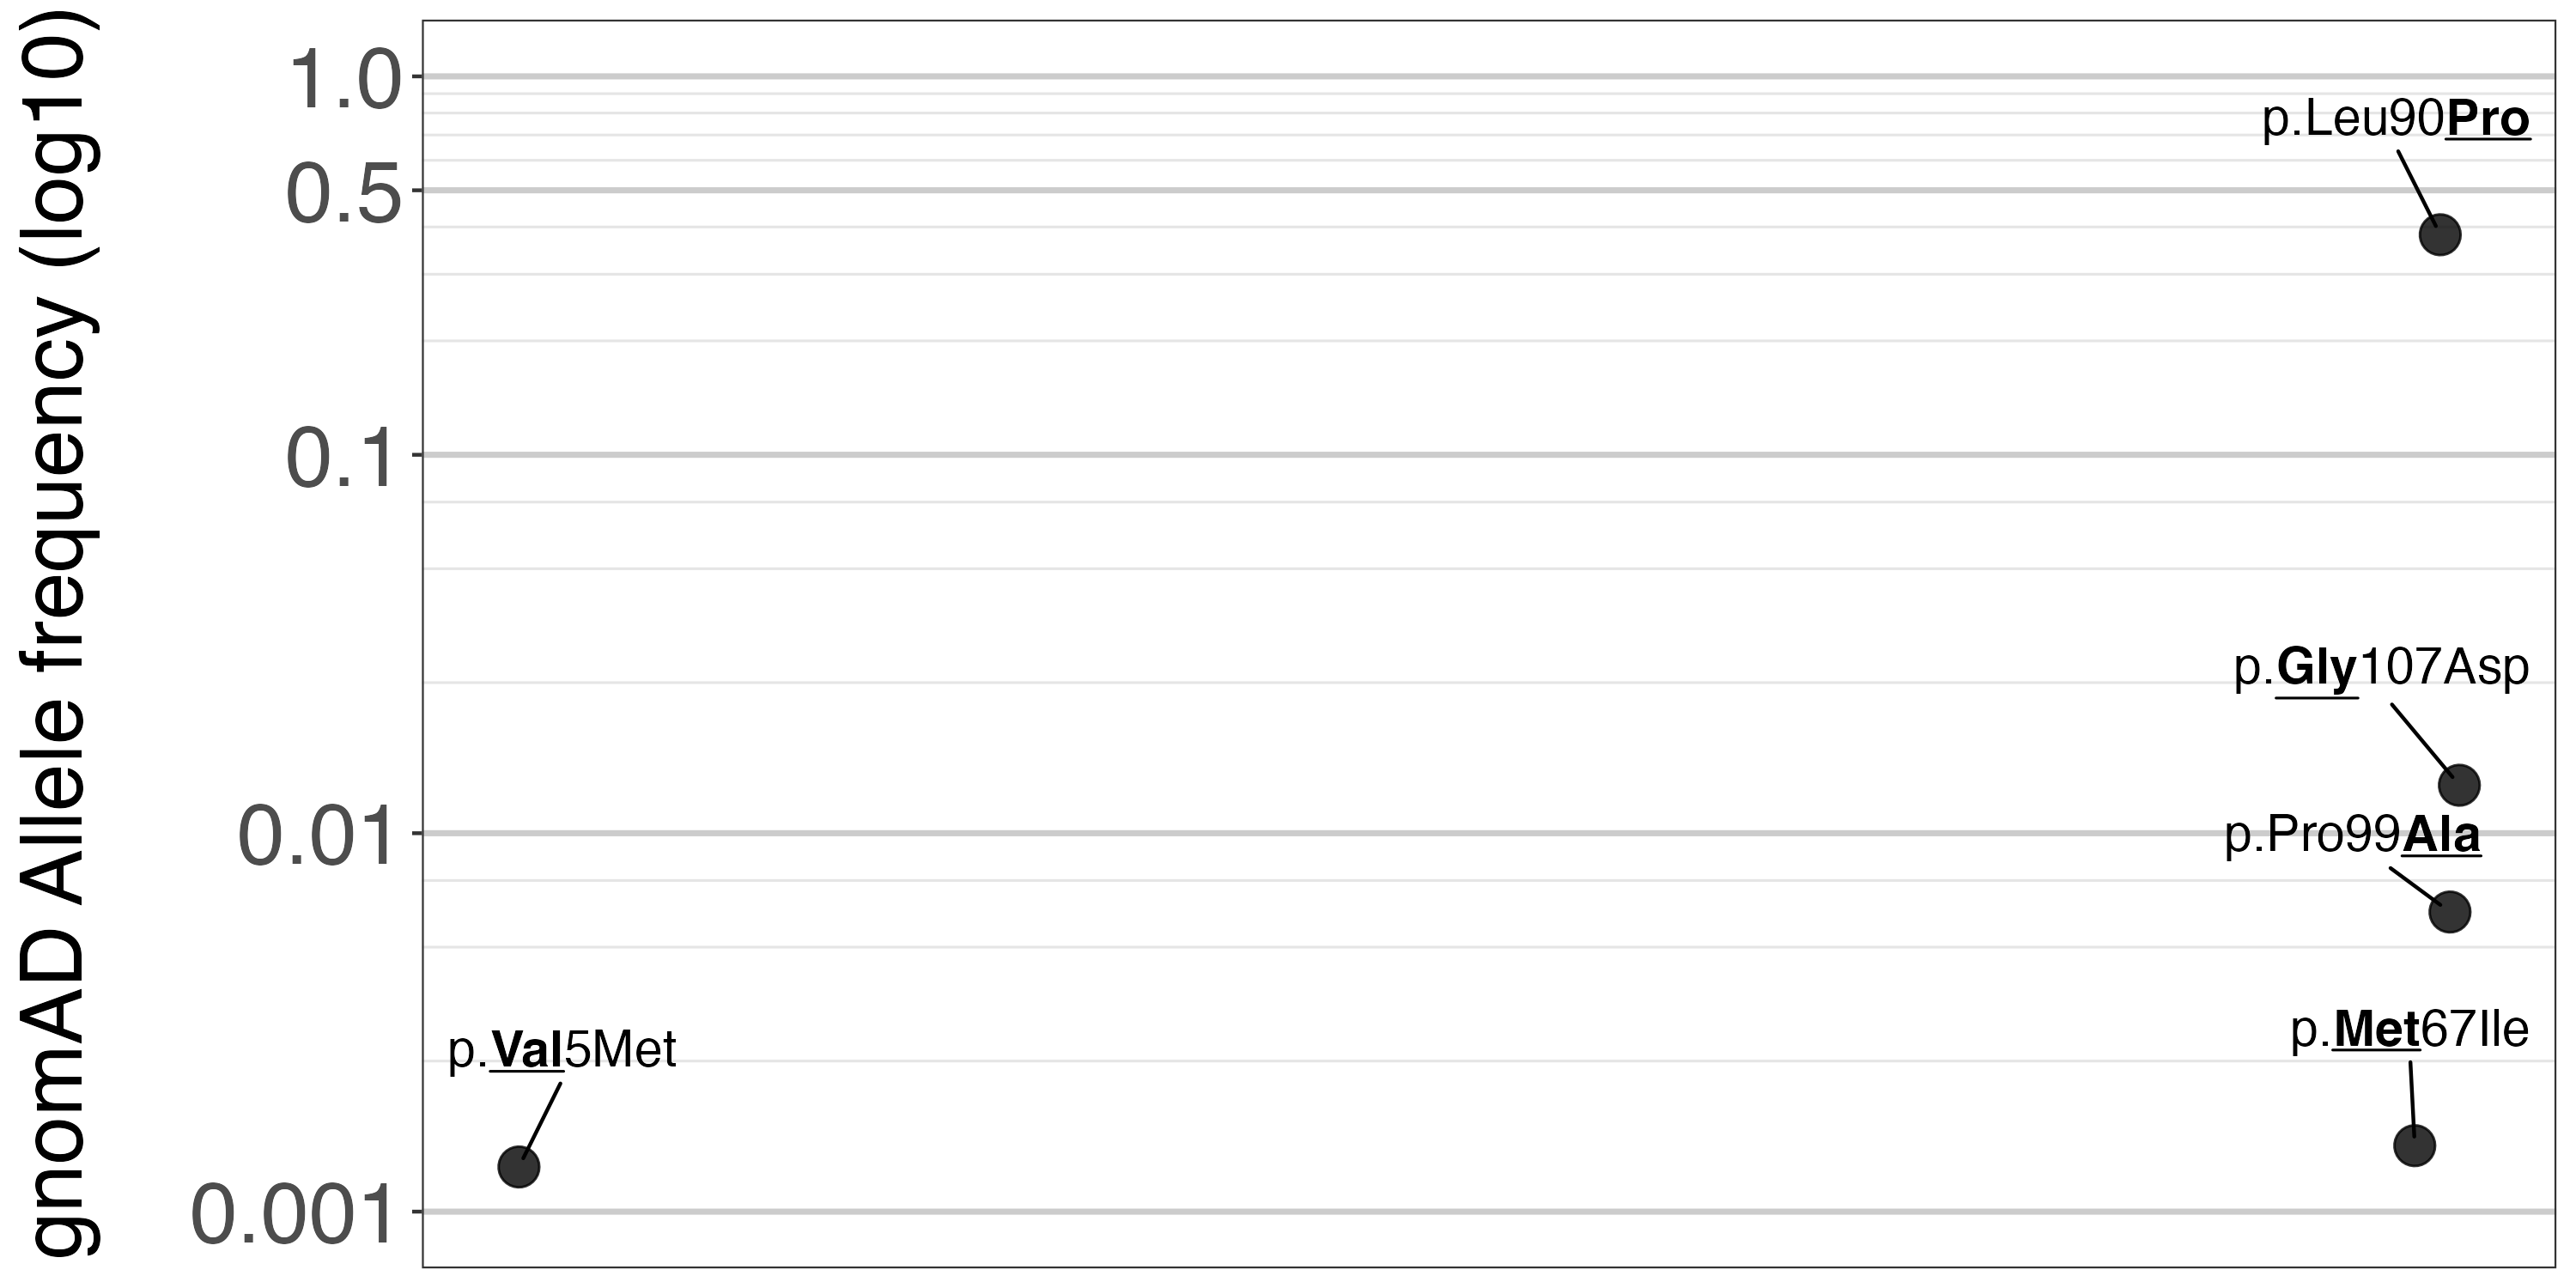 gnomAD Allele frequency (log10)
1.0
0.5
0.1
0.01
0.001
p.Leu90Pro
p.Gly107Asp
p.Pro99Ala
p.Val5Met
p.Met67Ile